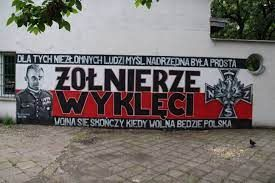 DLA TYCH NIEZŁOMNYCH LUDZI MYŚL NADRZĘDNA BYŁA PROSTA
ŻOŁNIERZE
WYKLĘCI
WOJNA SIĘ SKOŃCZY KIEDY WOLNA BĘDZIE POLSKA